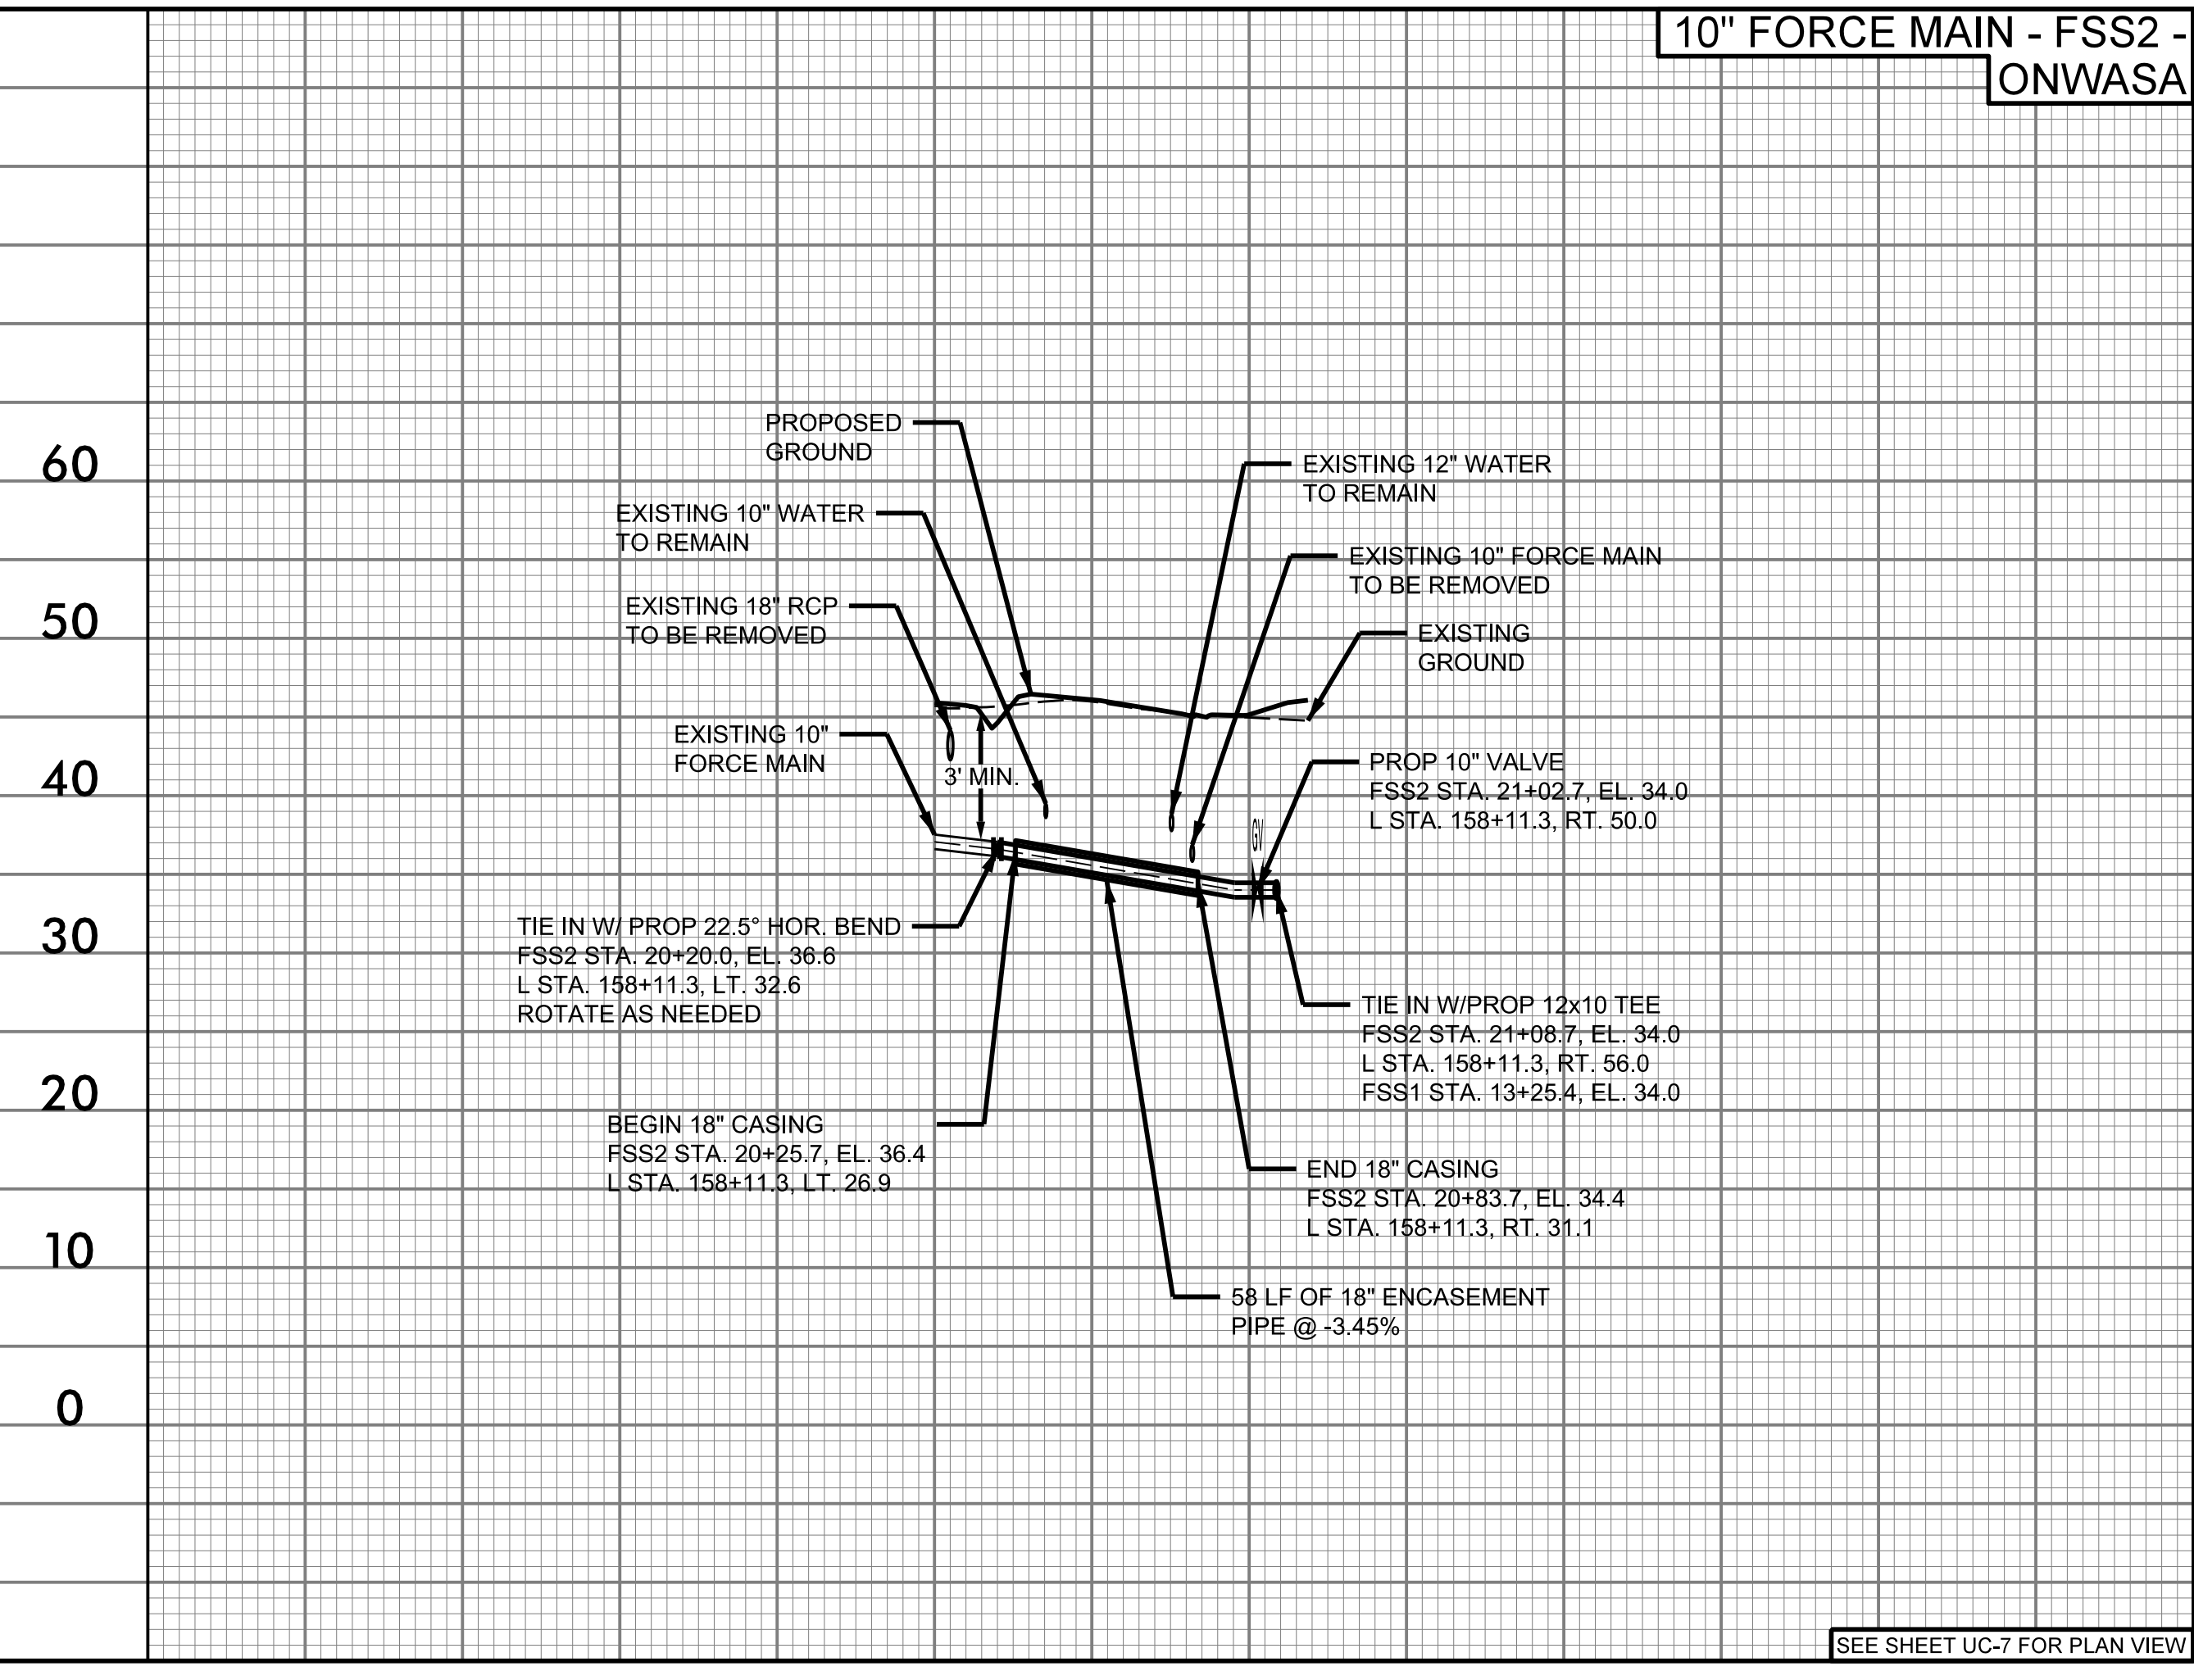 10" FORCE MAIN - FSS2 -
ONWASA
60
50
40
30
20
10
0
PROPOSED
GROUND
EXISTING 10" WATER
TO REMAIN
EXISTING 18" RCP
TO BE REMOVED
EXISTING 10"
FORCE MAIN
3' MIN.
EXISTING 12" WATER
TO REMAIN
EXISTING 10" FORCE MAIN
TO BE REMOVED
EXISTING
GROUND
PROP 10" VALVE
FSS2 STA. 21+02.7, EL. 34.0
L STA. 158+11.3, RT. 50.0
GV
TIE IN W/ PROP 22.5° HOR. BEND
FSS2 STA. 20+20.0, EL. 36.6
L STA. 158+11.3, LT. 32.6
ROTATE AS NEEDED
TIE IN W/PROP 12x10 TEE
FSS2 STA. 21+08.7, EL. 34.0
L STA. 158+11.3, RT. 56.0
FSS1 STA. 13+25.4, EL. 34.0
BEGIN 18" CASING
FSS2 STA. 20+25.7, EL. 36.4
L STA. 158+11.3, LT. 26.9
END 18" CASING
FSS2 STA. 20+83.7, EL. 34.4
L STA. 158+11.3, RT. 31.1
58 LF OF 18" ENCASEMENT
PIPE @ -3.45%
SEE SHEET UC-7 FOR PLAN VIEW